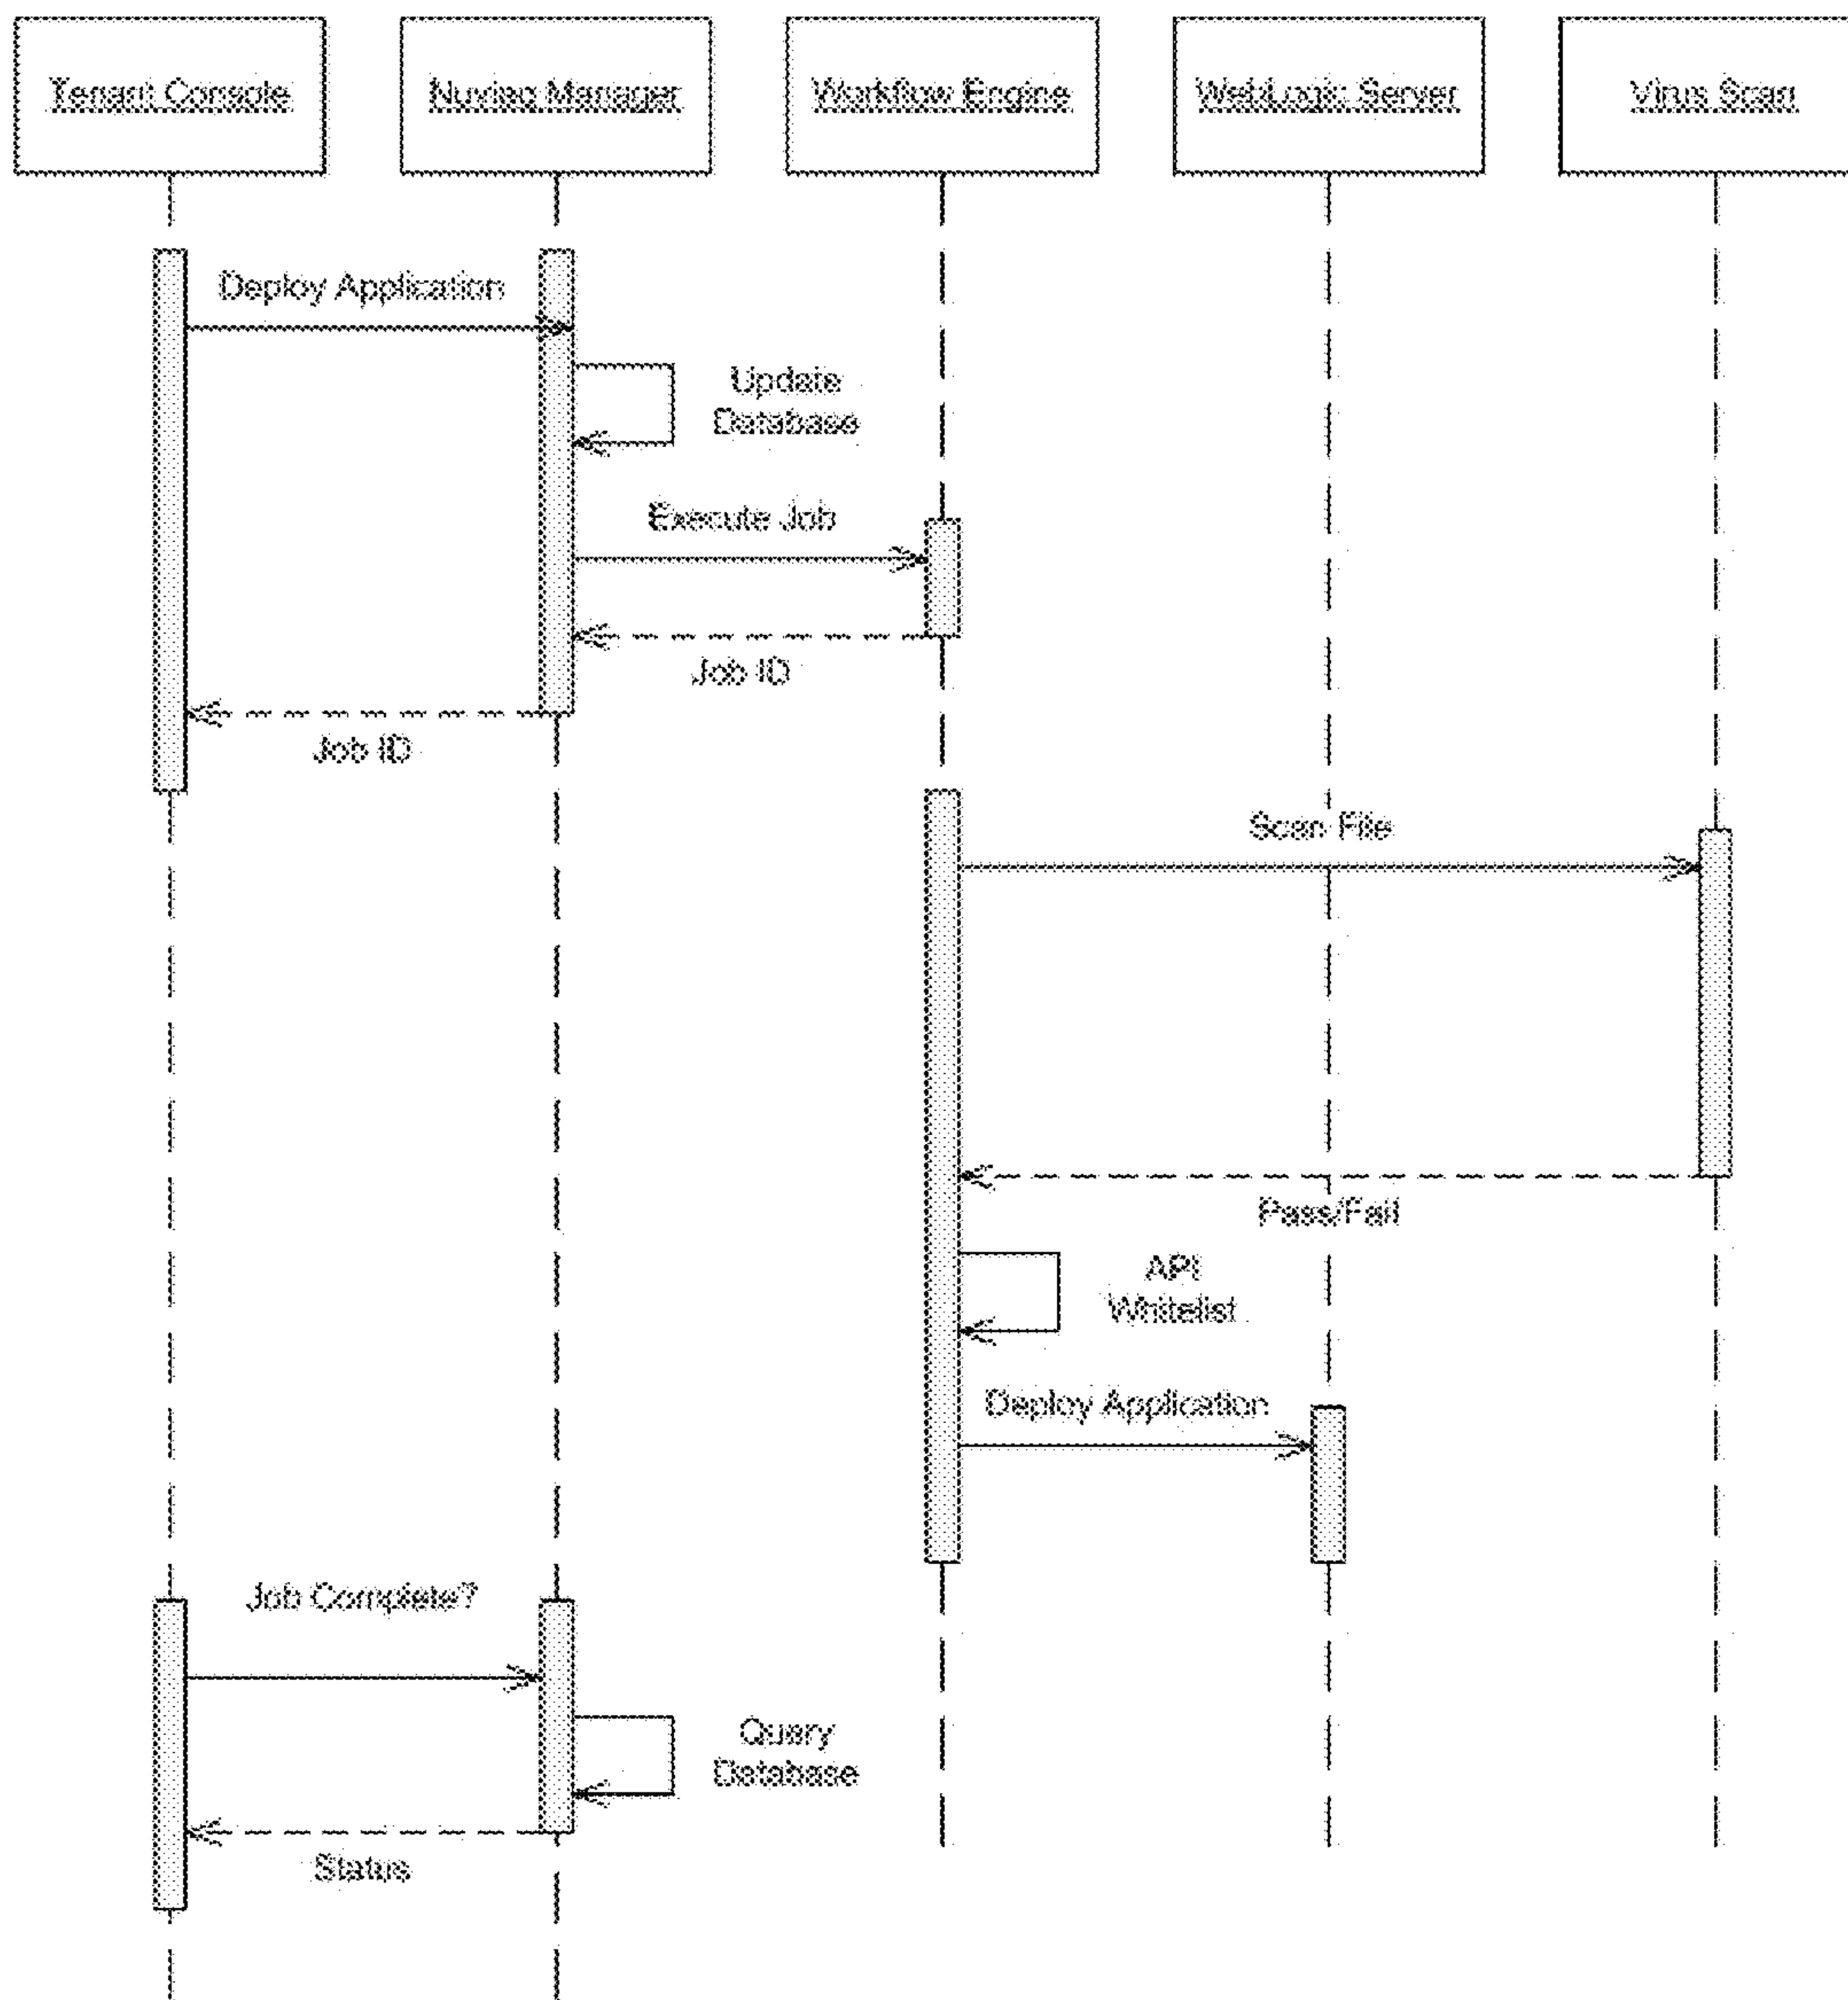 Tenant Console
Nuviaq Manager
Workflow Engine
WebLogic Server
Virus Scan
Deploy Application
Update
Database
Execute Job
Job ID
Job ID
Scan File
Pass/Fail
API
Whitelist
Deploy Application
Job Complete?
Query
Database
Status